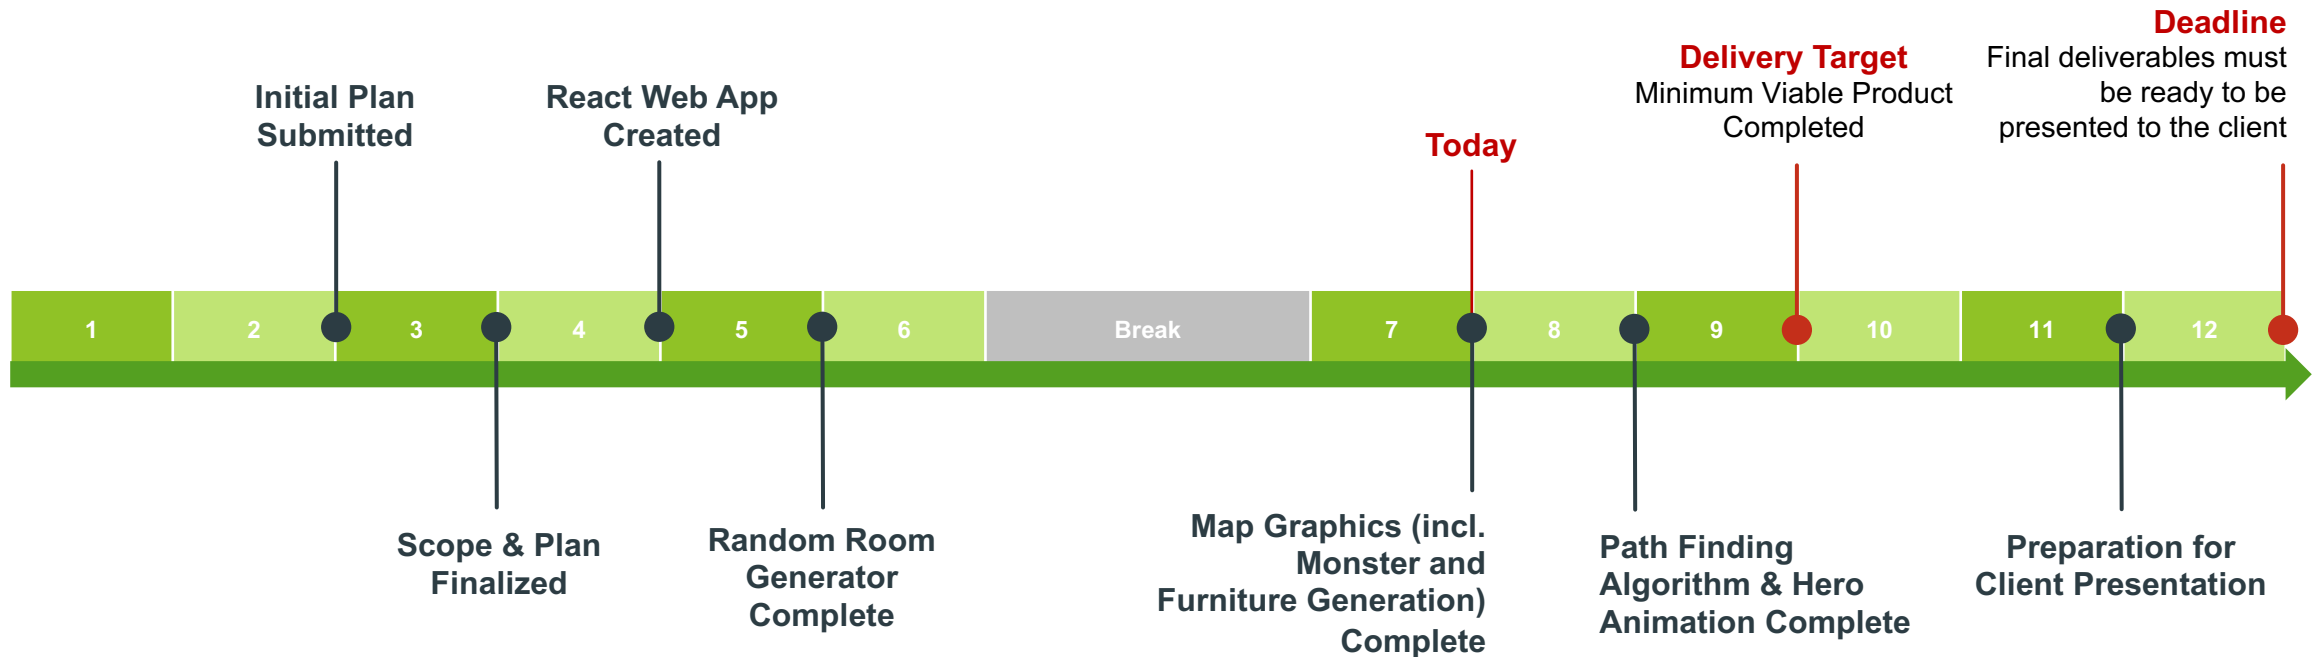 Initial Plan
Submitted
React Web App
Created
Today
Delivery Target
Minimum Viable Product
Completed
Deadline
Final deliverables must
be ready to be
presented to the client
1
2
3
4
5
6
Break
7
8
9
10
11
12
Scope & Plan
Finalized
Random Room
Generator
Complete
Map Graphics (incl.
Monster and
Furniture Generation)
Complete
Path Finding
Algorithm & Hero
Animation Complete
Preparation for
Client Presentation